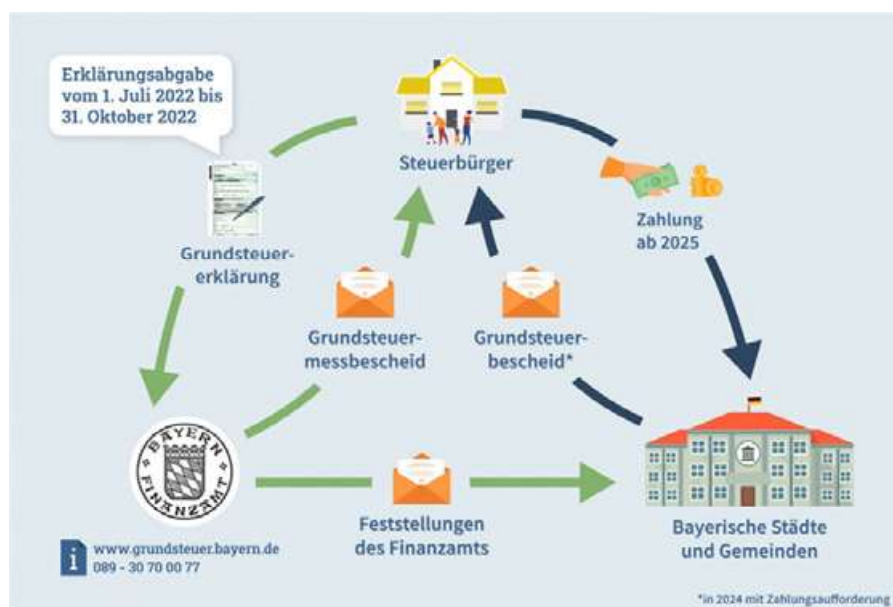 Erklärungsabgabe
vom 1. Juli 2022 bis
31. Oktober 2022
Steuerbürger
Grundsteuer-
erklärung
Zahlung
ab 2025
Grundsteuer-
messbescheid
Grundsteuer-
bescheid*
BAYERN
FINANZAMT
Feststellungen
des Finanzamts
Bayerische Städte
und Gemeinden
www.grundsteuer.bayern.de
089 - 30 70 00 77
*in 2024 mit Zahlungsaufforderung